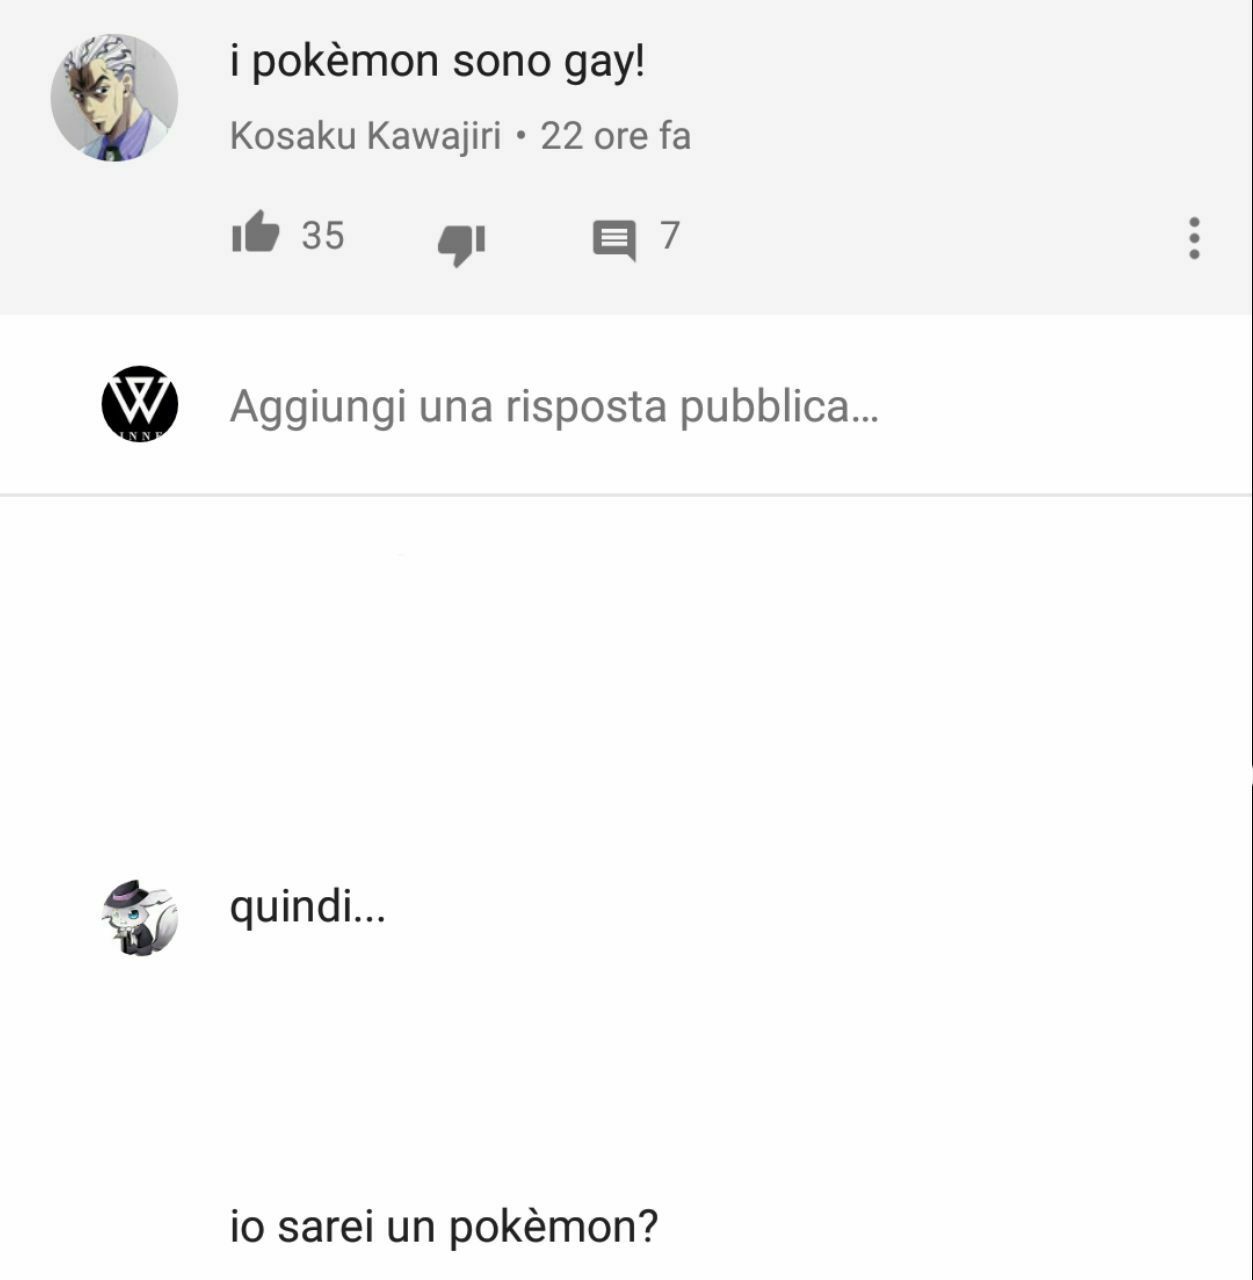 i pokèmon sono gay!
Kosaku Kawajiri • 22 ore fa
35 7
W
INNE
Aggiungi una risposta pubblica...
quindi...
io sarei un pokèmon?